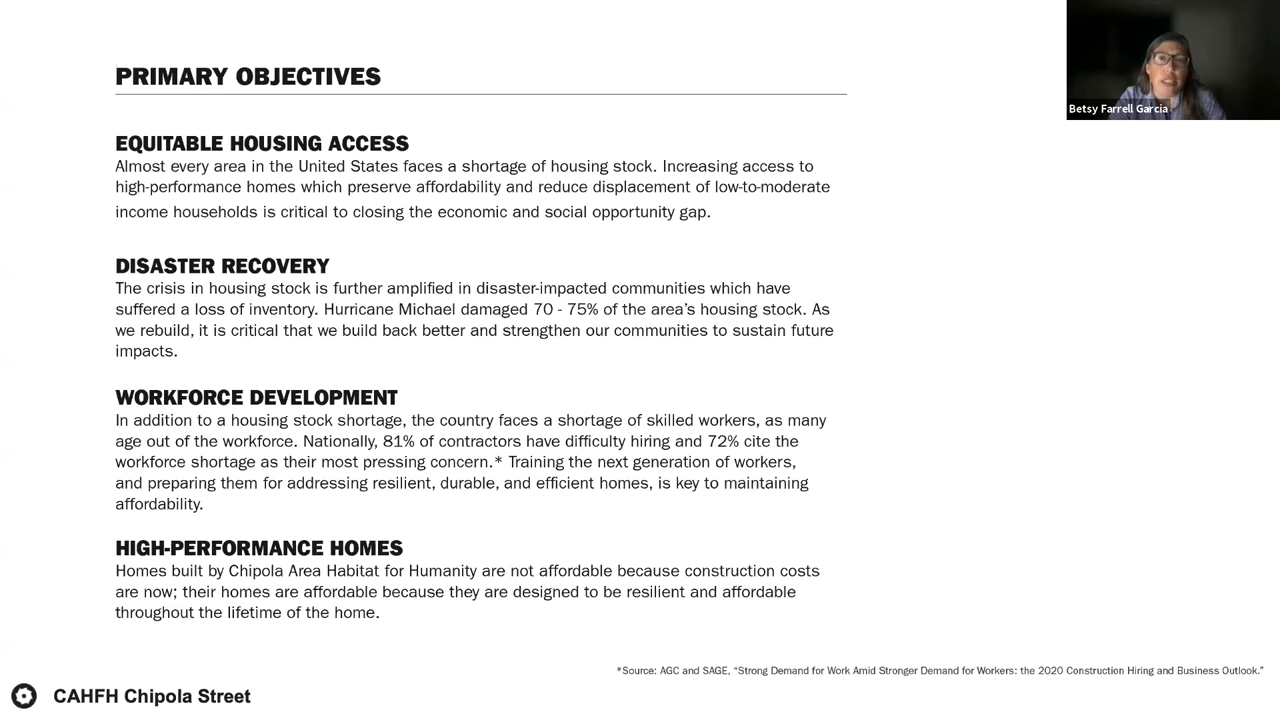 PRIMARY OBJECTIVES
Betsy Farrell Garcia
EQUITABLE HOUSING ACCESS
Almost every area in the United States faces a shortage of housing stock. Increasing access to
high-performance homes which preserve affordability and reduce displacement of low-to-moderate
income households is critical to closing the economic and social opportunity gap.
DISASTER RECOVERY
The crisis in housing stock is further amplified in disaster-impacted communities which have
suffered a loss of inventory. Hurricane Michael damaged 70 - 75% of the area's housing stock. As
we rebuild, it is critical that we build back better and strengthen our communities to sustain future
impacts.
WORKFORCE DEVELOPMENT
In addition to a housing stock shortage, the country faces a shortage of skilled workers, as many
age out of the workforce. Nationally, 81% of contractors have difficulty hiring and 72% cite the
workforce shortage as their most pressing concern.* Training the next generation of workers,
and preparing them for addressing resilient, durable, and efficient homes, is key to maintaining
affordability.
HIGH-PERFORMANCE HOMES
Homes built by Chipola Area Habitat for Humanity are not affordable because construction costs
are now; their homes are affordable because they are designed to be resilient and affordable
throughout the lifetime of the home.
*Source: AGC and SAGE, “Strong Demand for Work Amid Stronger Demand for Workers: the 2020 Construction Hiring and Business Outlook.”
CAHFH Chipola Street